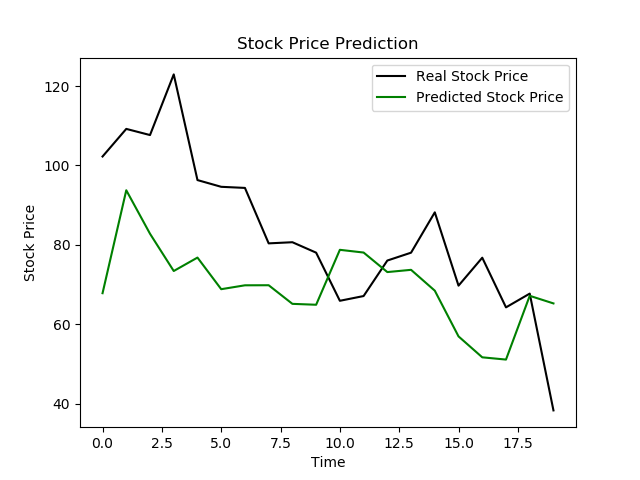 Stock Price Prediction
Real Stock Price
Predicted Stock Price
Stock Price
120
100
80
60
40
0.0 2.5 5.0 7.5 10.0 12.5 15.0 17.5
Time